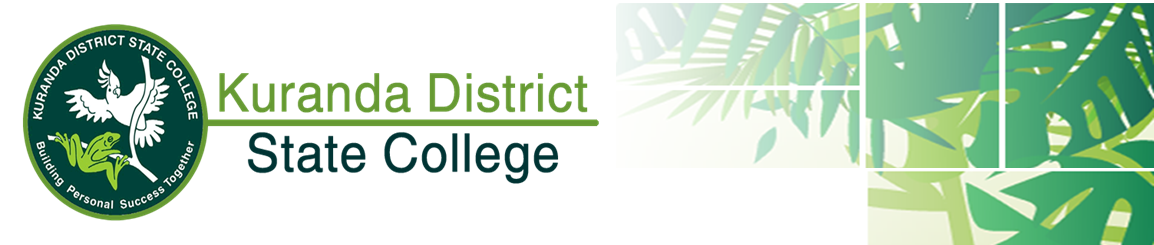 KURANDA DISTRICT STATE COLLEGE
Building Personal Success Together
Kuranda District
State College